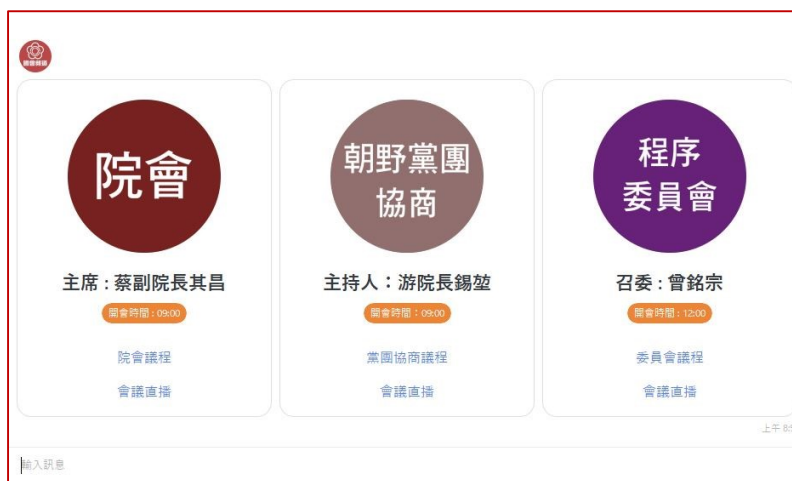 院會
主席 : 蔡副院長其昌
開會時間 : 09:00
院會議程
會議直播
朝野黨團
協商
主持人：游院長錫堃
開會時間：09:00
黨團協商議程
會議直播
程序
委員會
召委 : 曾銘宗
開會時間 : 12:00
委員會議程
會議直播
上午
輸入訊息